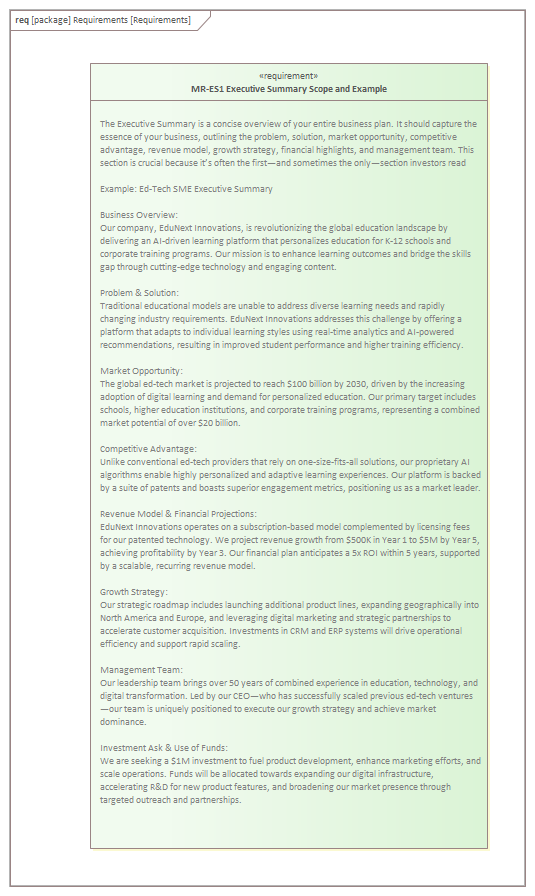 req [package] Requirements [Requirements]
«requirement»
MR-ES1 Executive Summary Scope and Example
The Executive Summary is a concise overview of your entire business plan. It should capture the
essence of your business, outlining the problem, solution, market opportunity, competitive
advantage, revenue model, growth strategy, financial highlights, and management team. This
section is crucial because it's often the first—and sometimes the only—section investors read
Example: Ed-Tech SME Executive Summary
Business Overview:
Our company, EduNext Innovations, is revolutionizing the global education landscape by
delivering an AI-driven learning platform that personalizes education for K-12 schools and
corporate training programs. Our mission is to enhance learning outcomes and bridge the skills
gap through cutting-edge technology and engaging content.
Problem & Solution:
Traditional educational models are unable to address diverse learning needs and rapidly
changing industry requirements. EduNext Innovations addresses this challenge by offering a
platform that adapts to individual learning styles using real-time analytics and AI-powered
recommendations, resulting in improved student performance and higher training efficiency.
Market Opportunity:
The global ed-tech market is projected to reach $100 billion by 2030, driven by the increasing
adoption of digital learning and demand for personalized education. Our primary target includes
schools, higher education institutions, and corporate training programs, representing a combined
market potential of over $20 billion.
Competitive Advantage:
Unlike conventional ed-tech providers that rely on one-size-fits-all solutions, our proprietary AI
algorithms enable highly personalized and adaptive learning experiences. Our platform is backed
by a suite of patents and boasts superior engagement metrics, positioning us as a market leader.
Revenue Model & Financial Projections:
EduNext Innovations operates on a subscription-based model complemented by licensing fees
for our patented technology. We project revenue growth from $500K in Year 1 to $5M by Year 5,
achieving profitability by Year 3. Our financial plan anticipates a 5x ROI within 5 years, supported
by a scalable, recurring revenue model.
Growth Strategy:
Our strategic roadmap includes launching additional product lines, expanding geographically into
North America and Europe, and leveraging digital marketing and strategic partnerships to
accelerate customer acquisition. Investments in CRM and ERP systems will drive operational
efficiency and support rapid scaling.
Management Team:
Our leadership team brings over 50 years of combined experience in education, technology, and
digital transformation. Led by our CEO—who has successfully scaled previous ed-tech ventures
—our team is uniquely positioned to execute our growth strategy and achieve market
dominance.
Investment Ask & Use of Funds:
We are seeking a $1M investment to fuel product development, enhance marketing efforts, and
scale operations. Funds will be allocated towards expanding our digital infrastructure,
accelerating R&D for new product features, and broadening our market presence through
targeted outreach and partnerships.